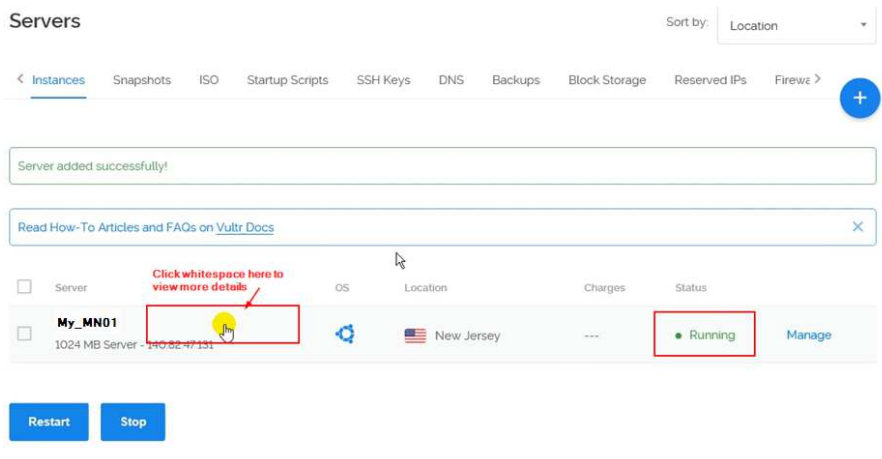 Servers
Sort by: Location
Instances Snapshots ISO Startup Scripts SSH Keys DNS Backups Block Storage Reserved IPs Firewa
Server added successfully!
Read How-To Articles and FAQs on Vultr Docs
Click whitespace here to
view more details
Server OS Location Charges Status
My_MN01
New Jersey --- Running Manage
1024 MB Server - 140.82.47.131
Restart Stop